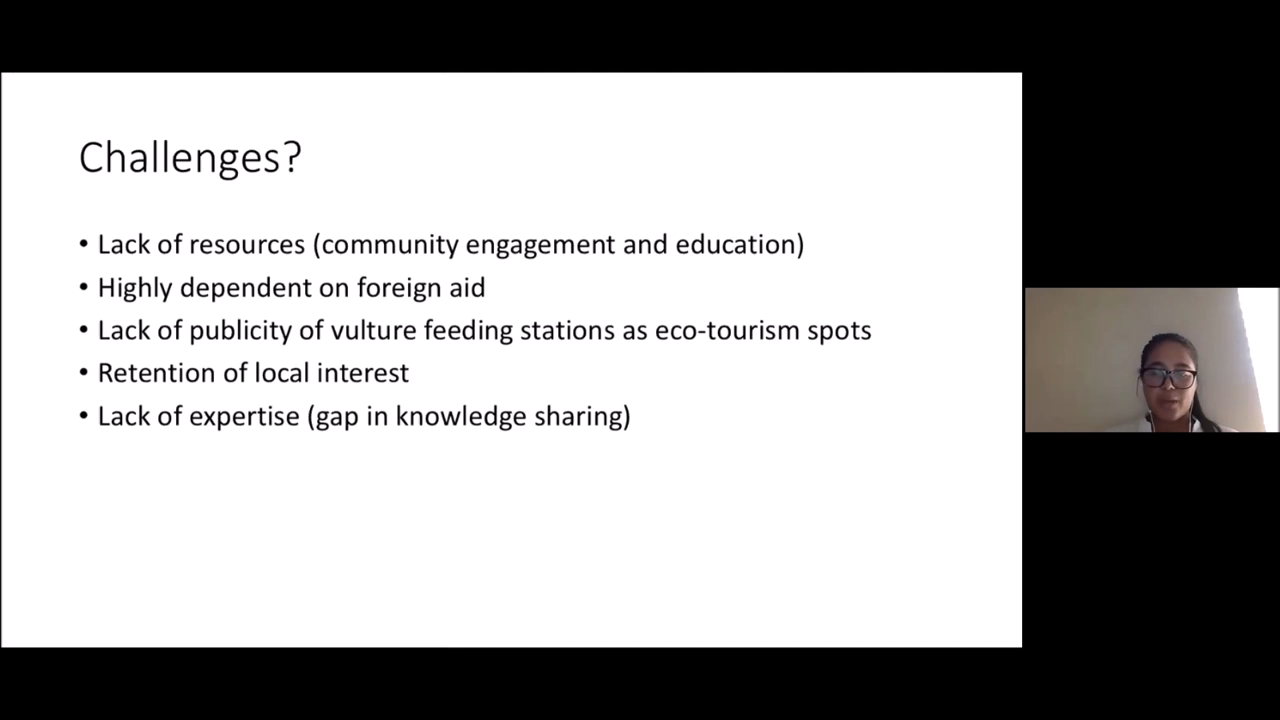 Challenges?
• Lack of resources (community engagement and education)
• Highly dependent on foreign aid
• Lack of publicity of vulture feeding stations as eco-tourism spots
• Retention of local interest
• Lack of expertise (gap in knowledge sharing)